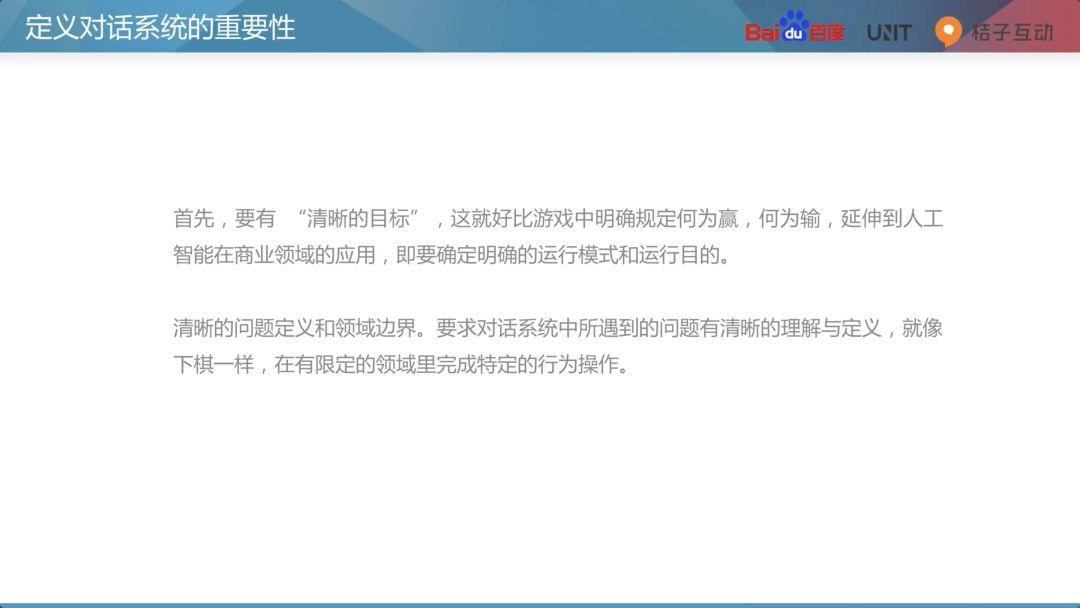 定义对话系统的重要性
Baidu百度 UNIT 桔子互动
首先，要有 “清晰的目标” ，这就好比游戏中明确规定何为赢，何为输，延伸到人工
智能在商业领域的应用，即要确定明确的运行模式和运行目的。
清晰的问题定义和领域边界。要求对话系统中所遇到的问题有清晰的理解与定义，就像
下棋一样，在有限定的领域里完成特定的行为操作。